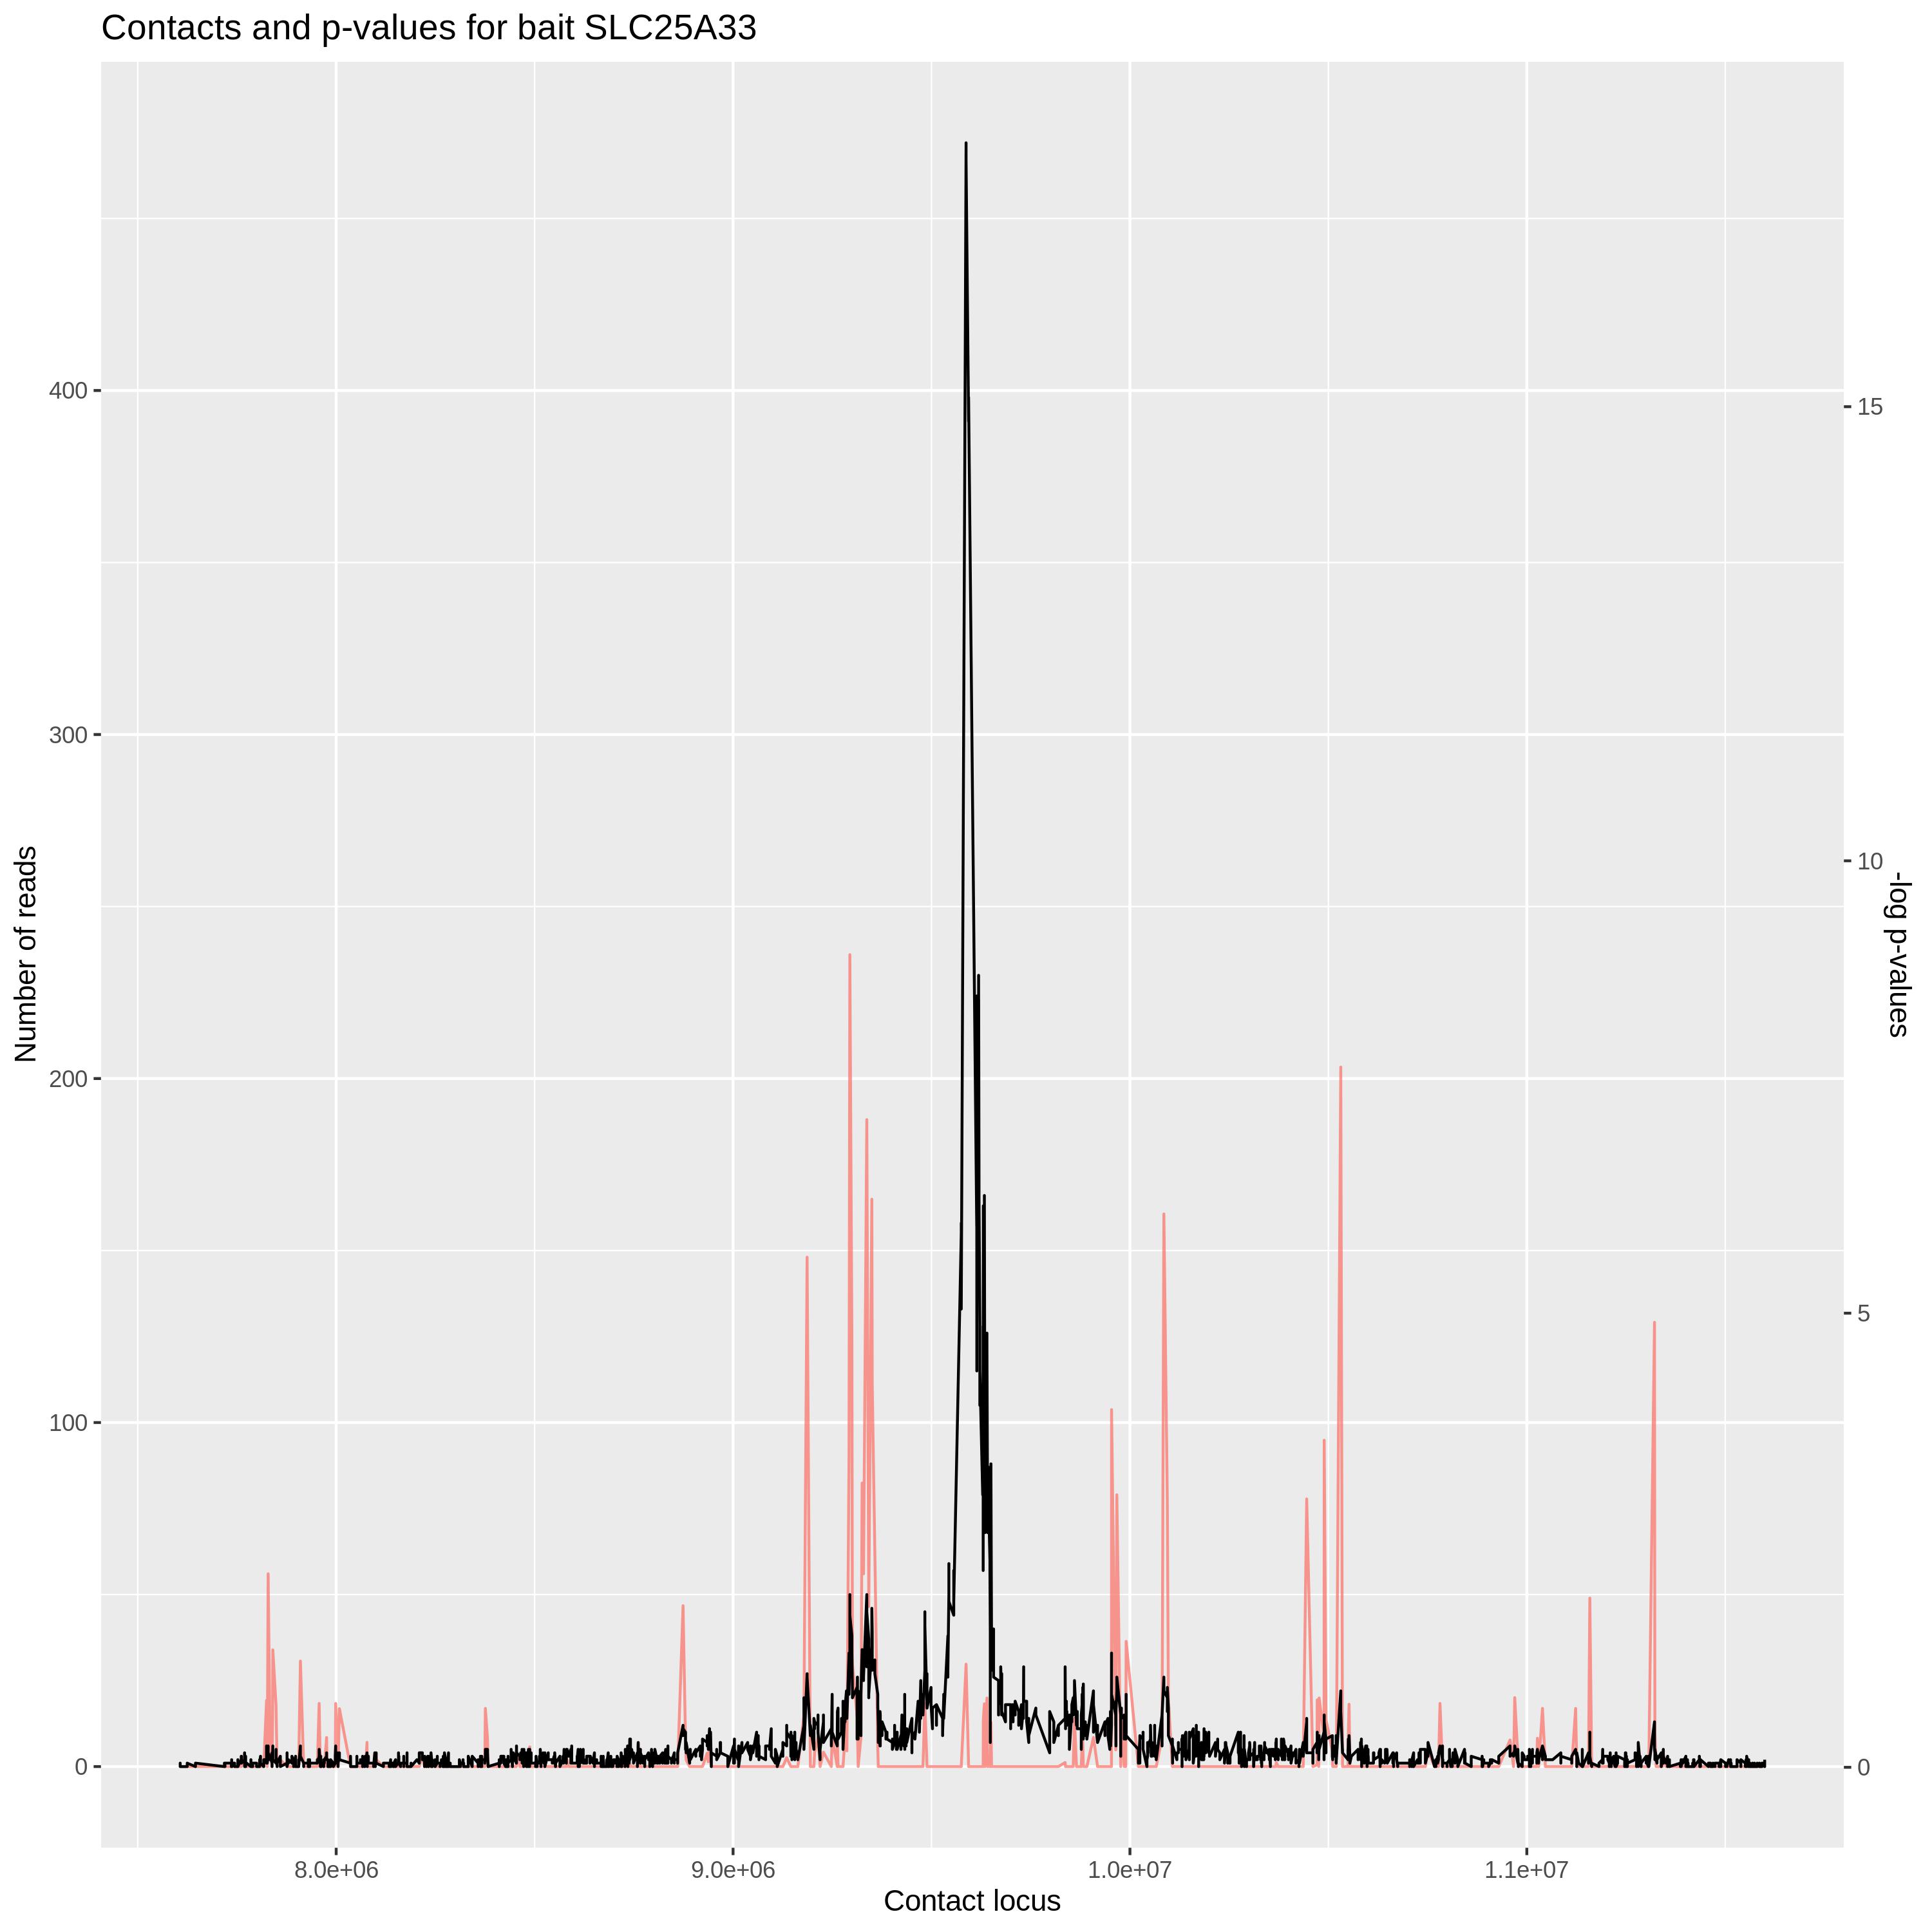 Contacts and p-values for bait SLC25A33
400
300
200
100
0
Number of reads
15
10
5
0
-log p-values
8.0e+06
9.0e+06
1.0e+07
1.1e+07
Contact locus